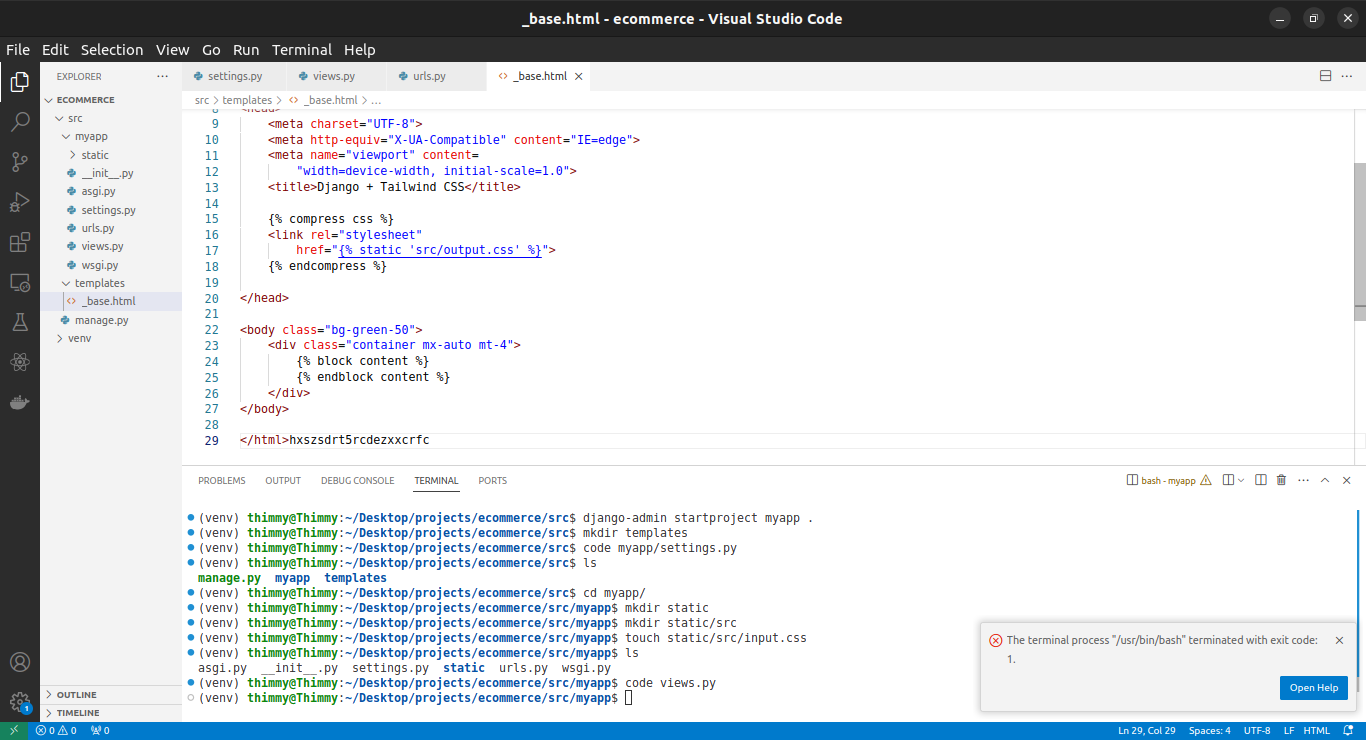 _base.html - ecommerce - Visual Studio Code
File Edit Selection View Go Run Terminal Help
EXPLORER
ECOMMERCE
src
myapp
static
__init__.py
asgi.py
settings.py
urls.py
views.py
wsgi.py
templates
_base.html
manage.py
venv
OUTLINE
TIMELINE
settings.py views.py urls.py _base.html
src > templates > _base.html > ...
8 <head>
9 <meta charset="UTF-8">
10 <meta http-equiv="X-UA-Compatible" content="IE=edge">
11 <meta name="viewport" content=
12 "width=device-width, initial-scale=1.0">
13 <title>Django + Tailwind CSS</title>
14
15 {% compress css %}
16 <link rel="stylesheet"
17 href="{% static 'src/output.css' %}">
18 {% endcompress %}
19
20 </head>
21
22 <body class="bg-green-50">
23 <div class="container mx-auto mt-4">
24 {% block content %}
25 {% endblock content %}
26 </div>
27 </body>
28
29 </html>hxszsdrt5rcdezxxcrfc
PROBLEMS OUTPUT DEBUG CONSOLE TERMINAL PORTS
bash - myapp
(venv) thimmy@Thimmy:~/Desktop/projects/ecommerce/src$ django-admin startproject myapp .
(venv) thimmy@Thimmy:~/Desktop/projects/ecommerce/src$ mkdir templates
(venv) thimmy@Thimmy:~/Desktop/projects/ecommerce/src$ code myapp/settings.py
(venv) thimmy@Thimmy:~/Desktop/projects/ecommerce/src$ ls
manage.py myapp templates
(venv) thimmy@Thimmy:~/Desktop/projects/ecommerce/src$ cd myapp/
(venv) thimmy@Thimmy:~/Desktop/projects/ecommerce/src/myapp$ mkdir static
(venv) thimmy@Thimmy:~/Desktop/projects/ecommerce/src/myapp$ mkdir static/src
(venv) thimmy@Thimmy:~/Desktop/projects/ecommerce/src/myapp$ touch static/src/input.css
(venv) thimmy@Thimmy:~/Desktop/projects/ecommerce/src/myapp$ ls
asgi.py __init__.py settings.py static urls.py wsgi.py
(venv) thimmy@Thimmy:~/Desktop/projects/ecommerce/src/myapp$ code views.py
(venv) thimmy@Thimmy:~/Desktop/projects/ecommerce/src/myapp$
The terminal process "/usr/bin/bash" terminated with exit code:
1.
Open Help
1
0 0 0 Ln 29, Col 29 Spaces: 4 UTF-8 LF HTML